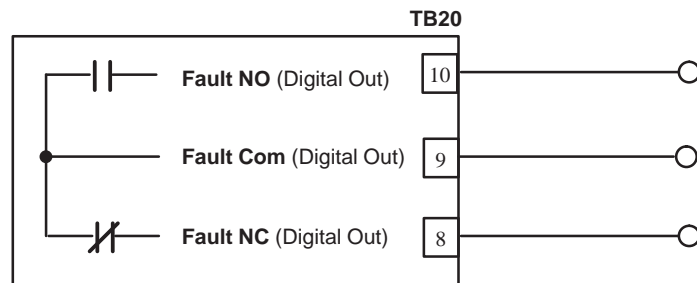 TB20
Fault NO (Digital Out) 10
Fault Com (Digital Out) 9
Fault NC (Digital Out) 8